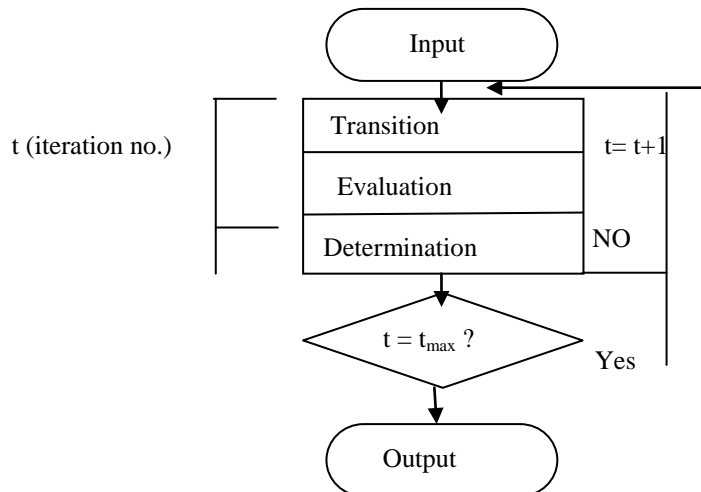 Input
Transition
t (iteration no.)
t= t+1
Evaluation
Determination
NO
t = tmax ?
Yes
Output